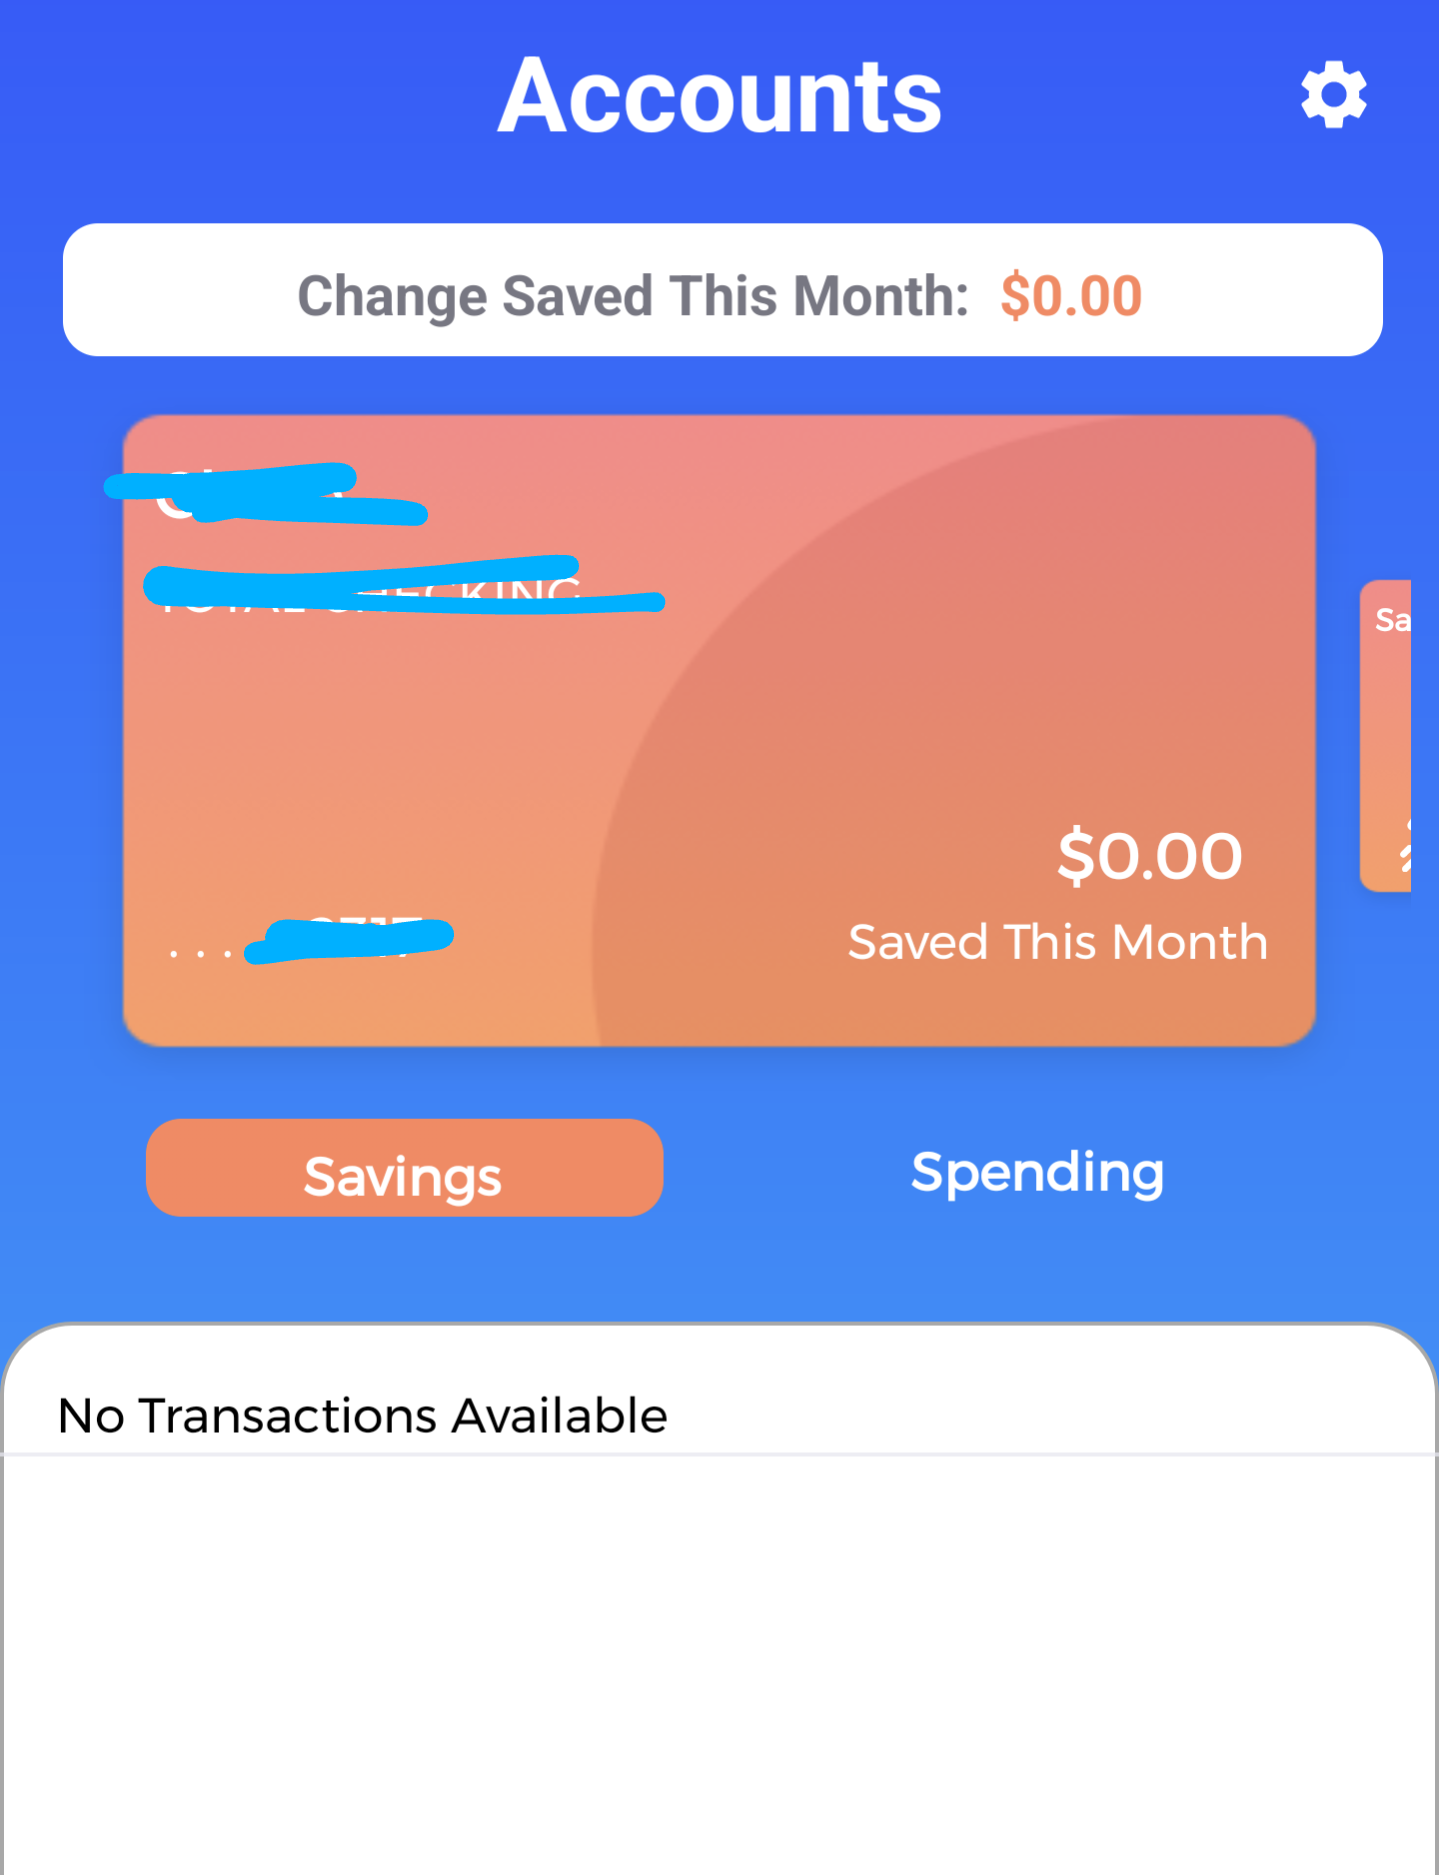 Accounts
Change Saved This Month: $0.00
Sa
$0.00
. . .
Saved This Month
Savings
Spending
No Transactions Available